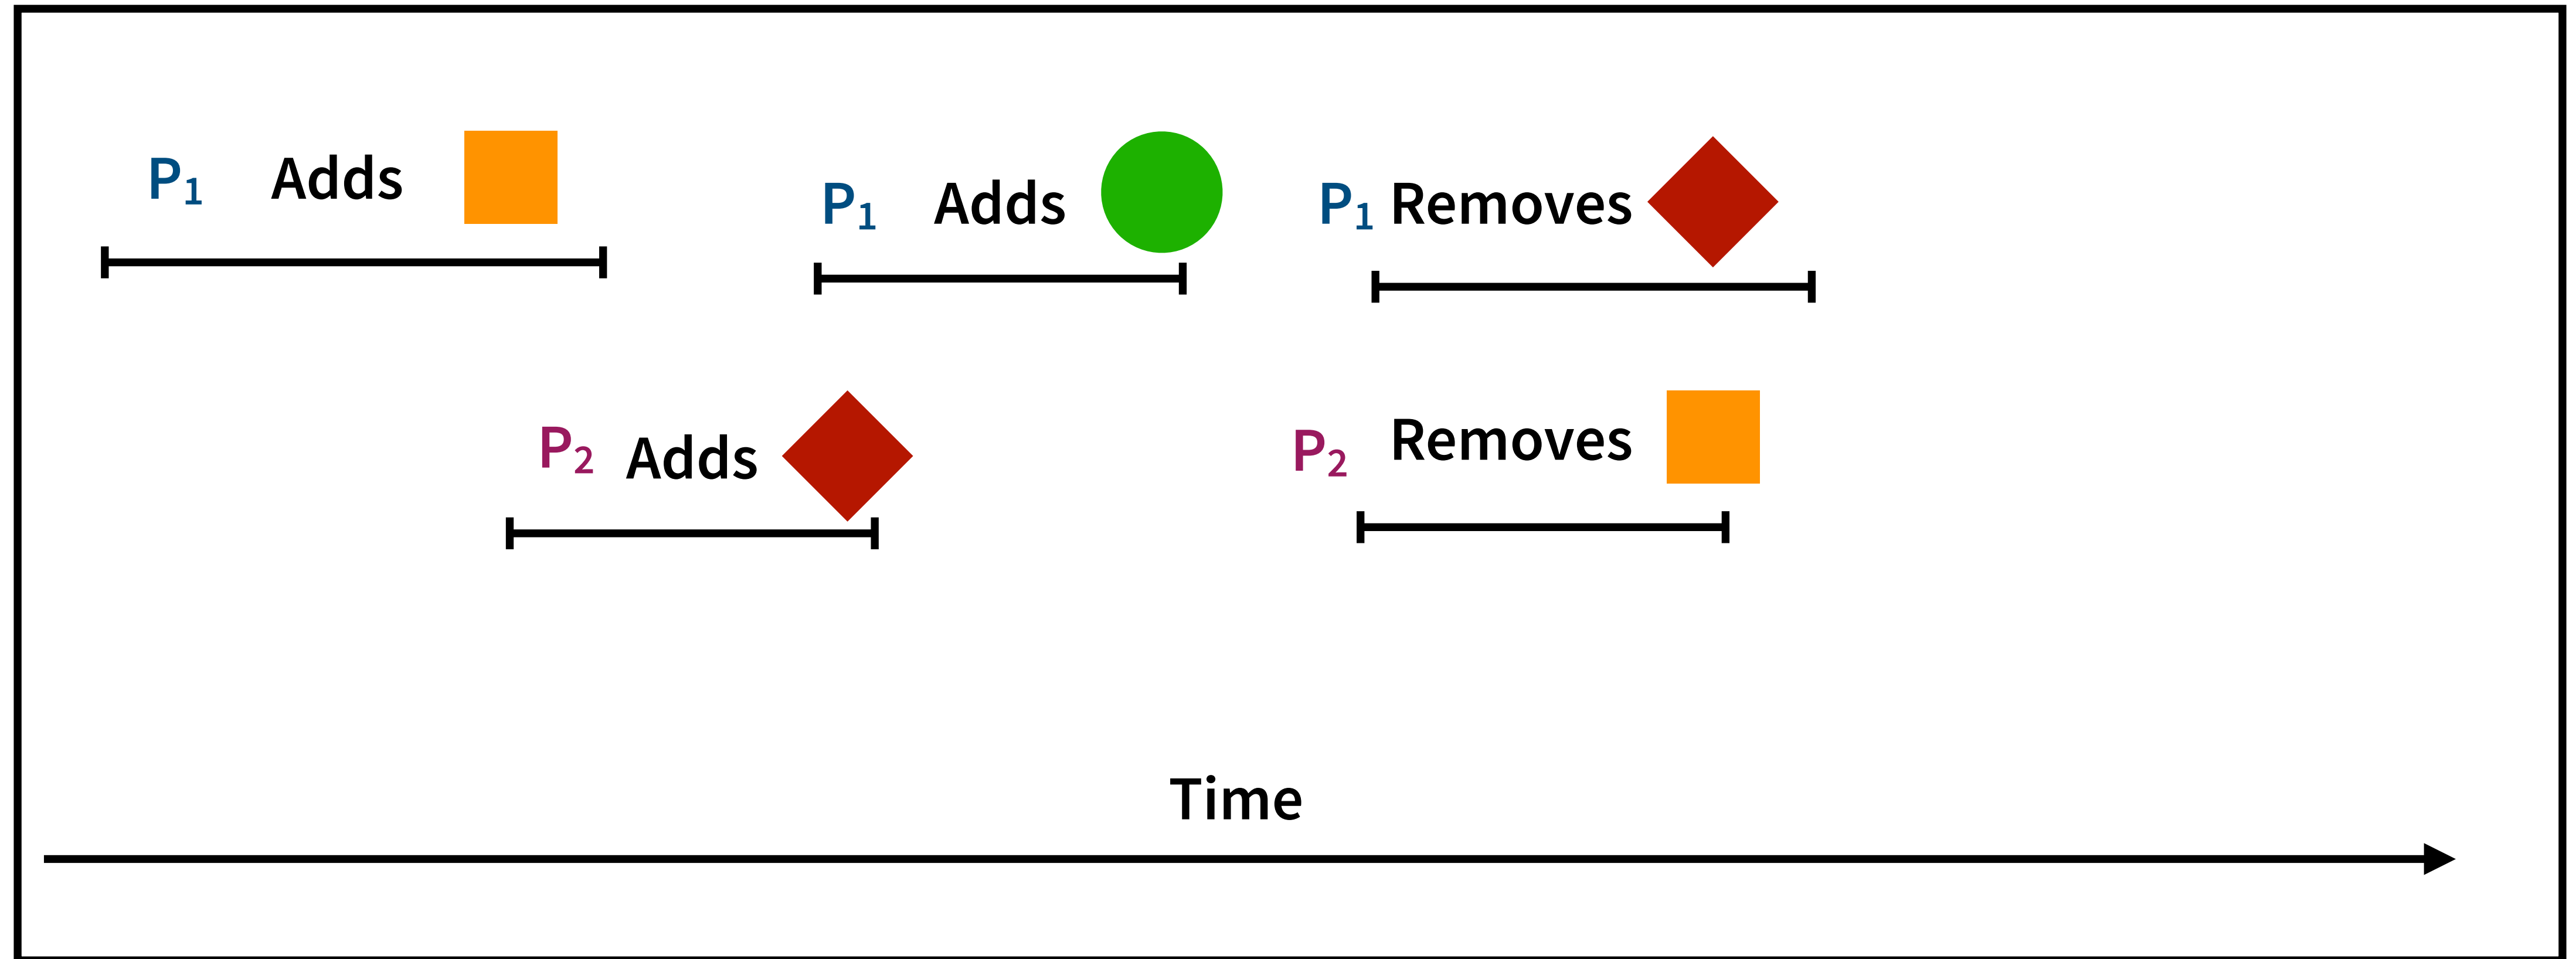 P₁ Adds
P₁ Adds
P₁ Removes
P₂ Adds
P₂ Removes
Time